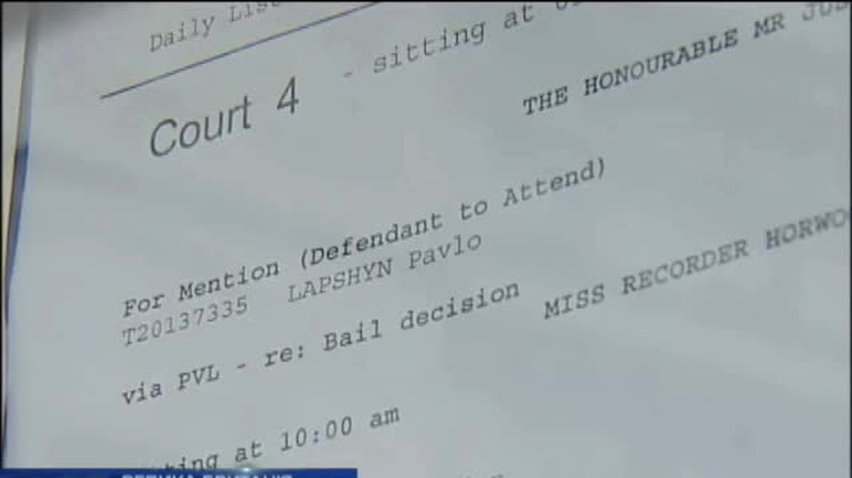 Daily
Court 4 - sitting at
THE HONOURABLE MR
For Mention (Defendant to Attend)
T20137335 LAPSHYN Pavlo
MISS RECORDER
via PVL - re: Bail decision
at 10:00 am